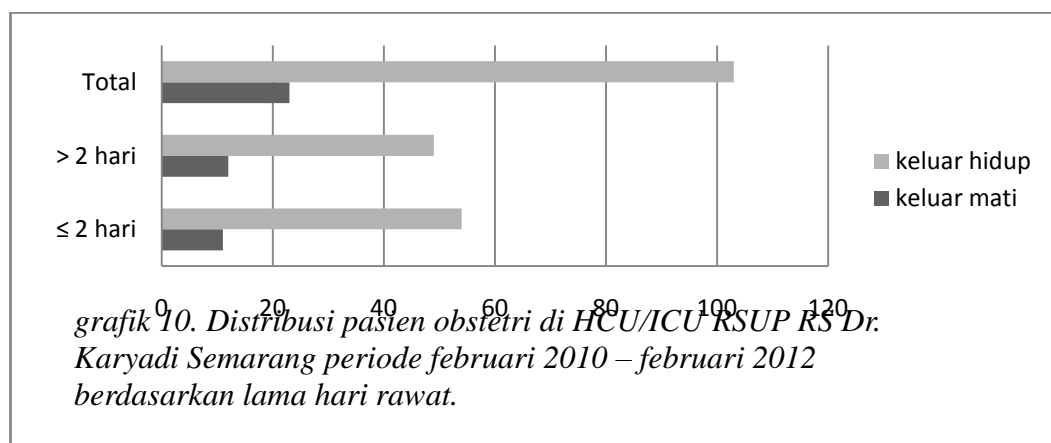 Total
> 2 hari
≤ 2 hari
keluar hidup
keluar mati
0 20 40 60 80 100 120
grafik 10. Distribusi pasien obstetri di HCU/ICU RSUP RS Dr.
Karyadi Semarang periode februari 2010 – februari 2012
berdasarkan lama hari rawat.